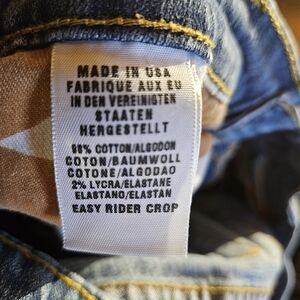 MADE IN USA
FABRIQUE AUX EU
IN DEN VEREINIGTEN
STAATEN
HERGESTELLT
98% COTTON/ALGODON
COTON/BAUMWOLL
COTONE/ALGODAO
2% LYCRA/ELASTANE
ELASTANO/ELASTAN
EASY RIDER CROP